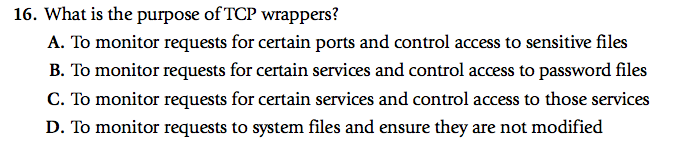 16. What is the purpose of TCP wrappers?
A. To monitor requests for certain ports and control access to sensitive files
B. To monitor requests for certain services and control access to password files
C. To monitor requests for certain services and control access to those services
D. To monitor requests to system files and ensure they are not modified